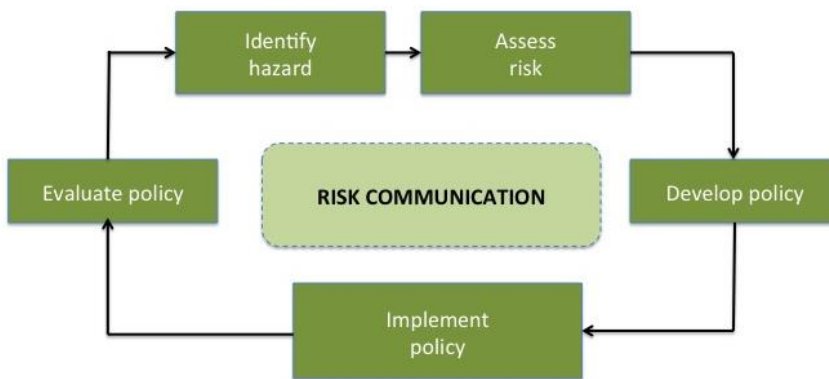 Identify
hazard
Assess
risk
Evaluate policy
RISK COMMUNICATION
Develop policy
Implement
policy